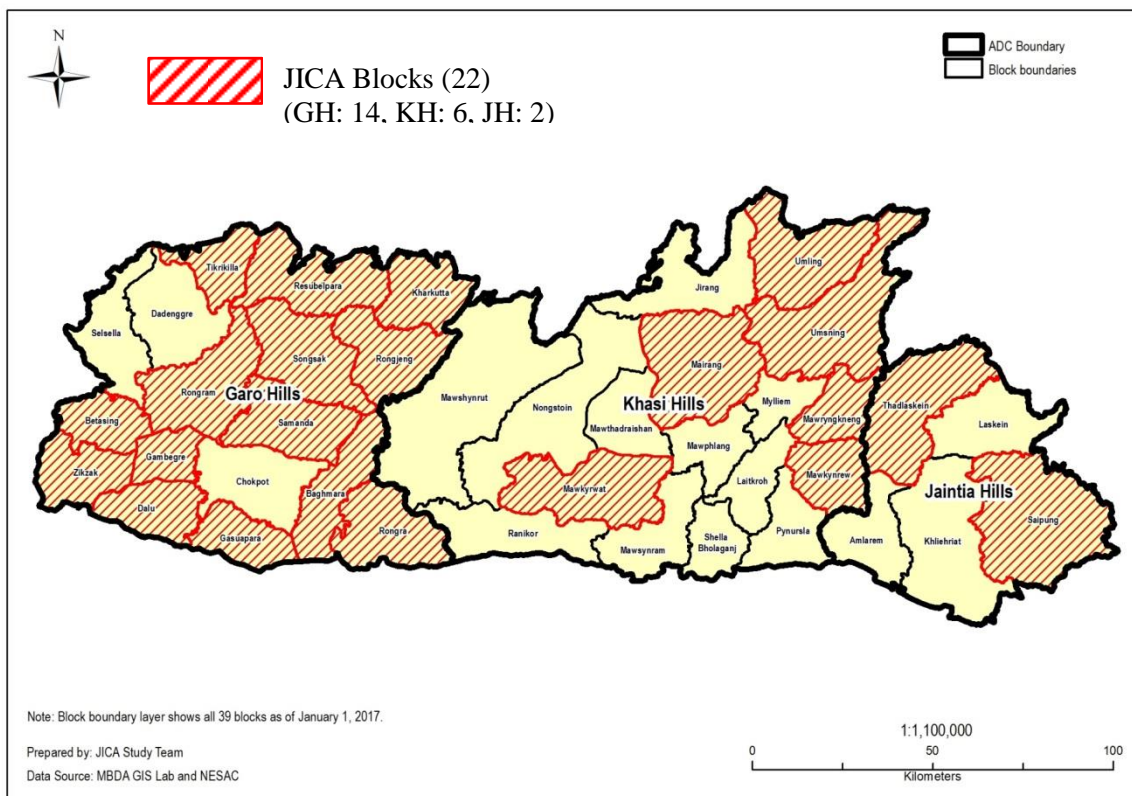 N
JICA Blocks (22)
(GH: 14, KH: 6, JH: 2)
ADC Boundary
Block boundaries
Umling
Tikrikilla
Resubelpara
Kharkutta
Jirang
Dadenggre
Selsella
Umsning
Songsak
Rongjeng
Mairang
Rongram
Garo Hills
Mawshynrut
Nongstoin
Khasi Hills
Mylliem
Thadlaskein
Betasing
Samanda
Mawthadraishan
Mawryngkneng
Laskein
Mawphlang
Gambegre
Zikzak
Chokpot
Laitkroh
Mawkynrew
Mawkyrwat
Baghmara
Jaintia Hills
Dalu
Saipung
Rongra
Ranikor
Gasuapara
Mawsynram
Shella
Bholaganj
Pynursla
Amlarem
Khliehriat
Note: Block boundary layer shows all 39 blocks as of January 1, 2017.
Prepared by: JICA Study Team
Data Source: MBDA GIS Lab and NESAC
1:1,100,000
0 50 100
Kilometers